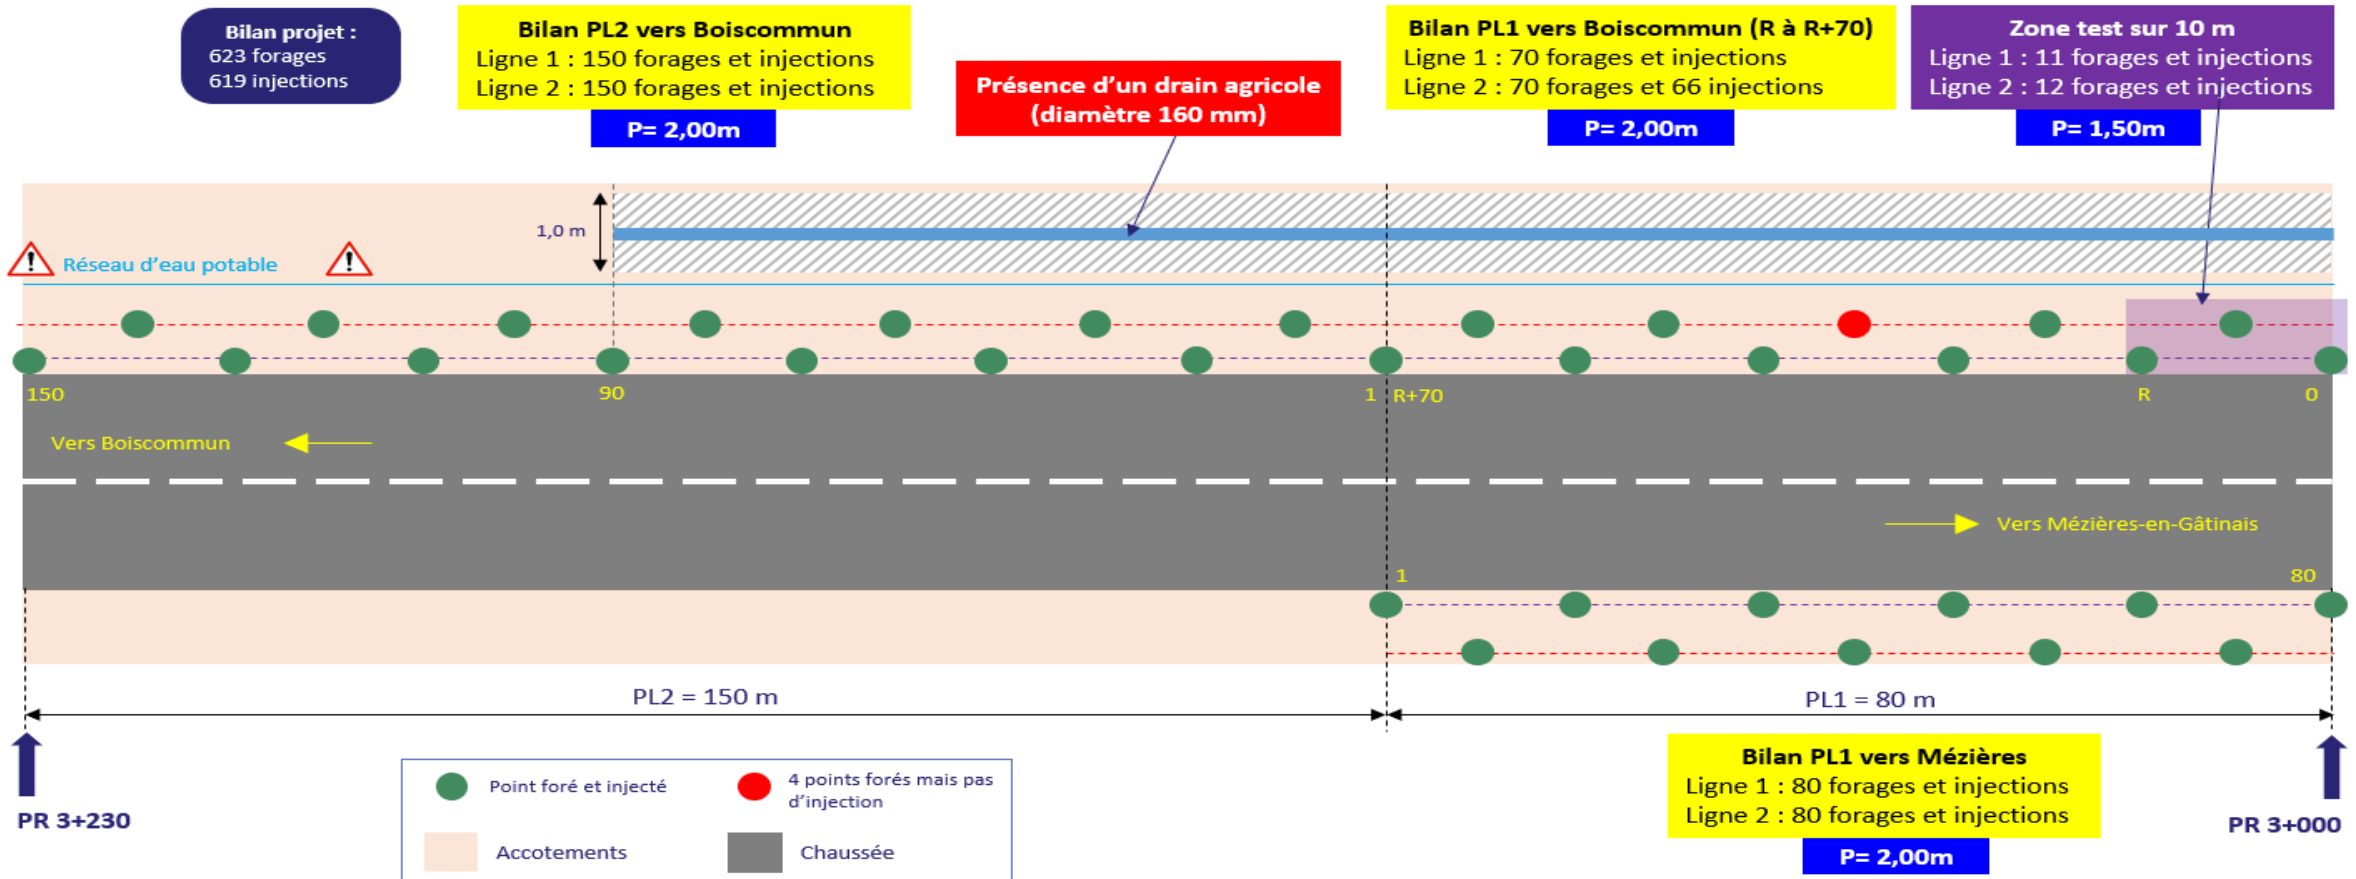 Bilan projet :
623 forages
619 injections
Bilan PL2 vers Boiscommun
Ligne 1 : 150 forages et injections
Ligne 2 : 150 forages et injections
P= 2,00m
Présence d’un drain agricole
(diamètre 160 mm)
Bilan PL1 vers Boiscommun (R à R+70)
Ligne 1 : 70 forages et injections
Ligne 2 : 70 forages et 66 injections
P= 2,00m
Zone test sur 10 m
Ligne 1 : 11 forages et injections
Ligne 2 : 12 forages et injections
P= 1,50m
1,0 m
! Réseau d’eau potable !
150
90
1
R+70
R
0
Vers Boiscommun
Vers Mézières-en-Gâtinais
1
80
PL2 = 150 m
PL1 = 80 m
PR 3+230
PR 3+000
Point foré et injecté
4 points forés mais pas
d’injection
Accotements
Chaussée
Bilan PL1 vers Mézières
Ligne 1 : 80 forages et injections
Ligne 2 : 80 forages et injections
P= 2,00m